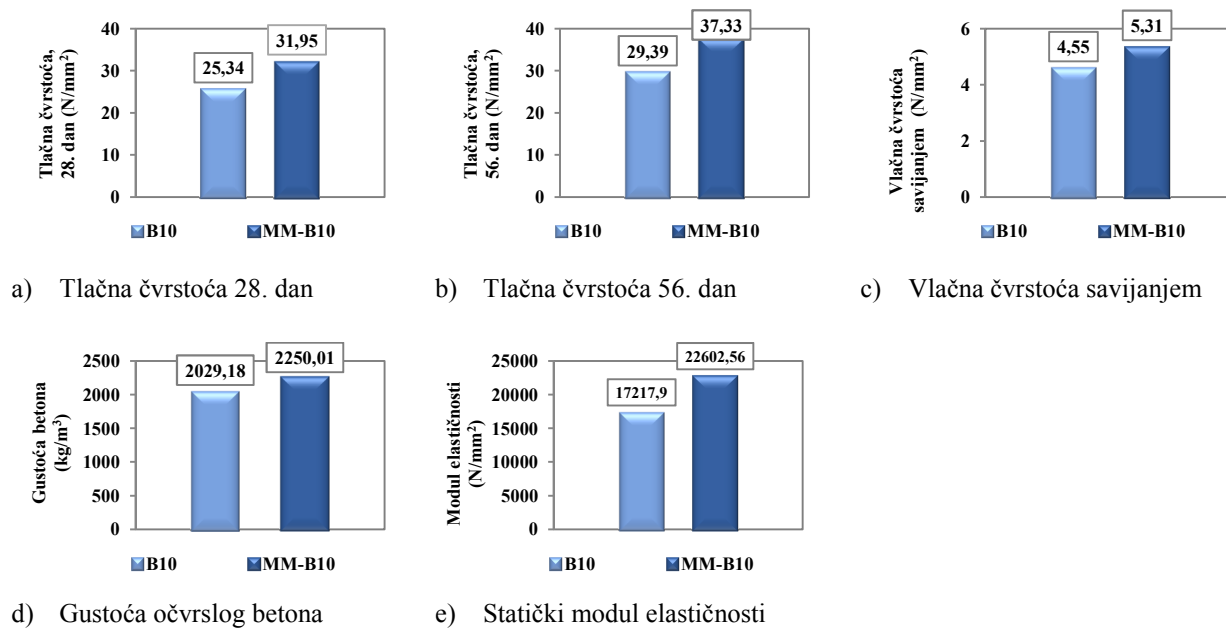 Tlačna čvrstoća,
28. dan (N/mm²)
40
30
20
10
0
25,34
31,95
B10
MM-B10
a) Tlačna čvrstoća 28. dan
Tlačna čvrstoća,
56. dan (N/mm²)
40
30
20
10
0
29,39
37,33
B10
MM-B10
b) Tlačna čvrstoća 56. dan
Vlačna čvrstoća
savijanjem (N/mm²)
6
4
2
0
4,55
5,31
B10
MM-B10
c) Vlačna čvrstoća savijanjem
Gustoća betona
(kg/m³)
2500
2000
1500
1000
500
0
2029,18
2250,01
B10
MM-B10
d) Gustoća očvrslog betona
Modul elastičnosti
(N/mm²)
25000
20000
15000
10000
5000
0
17217,9
22602,56
B10
MM-B10
e) Statički modul elastičnosti